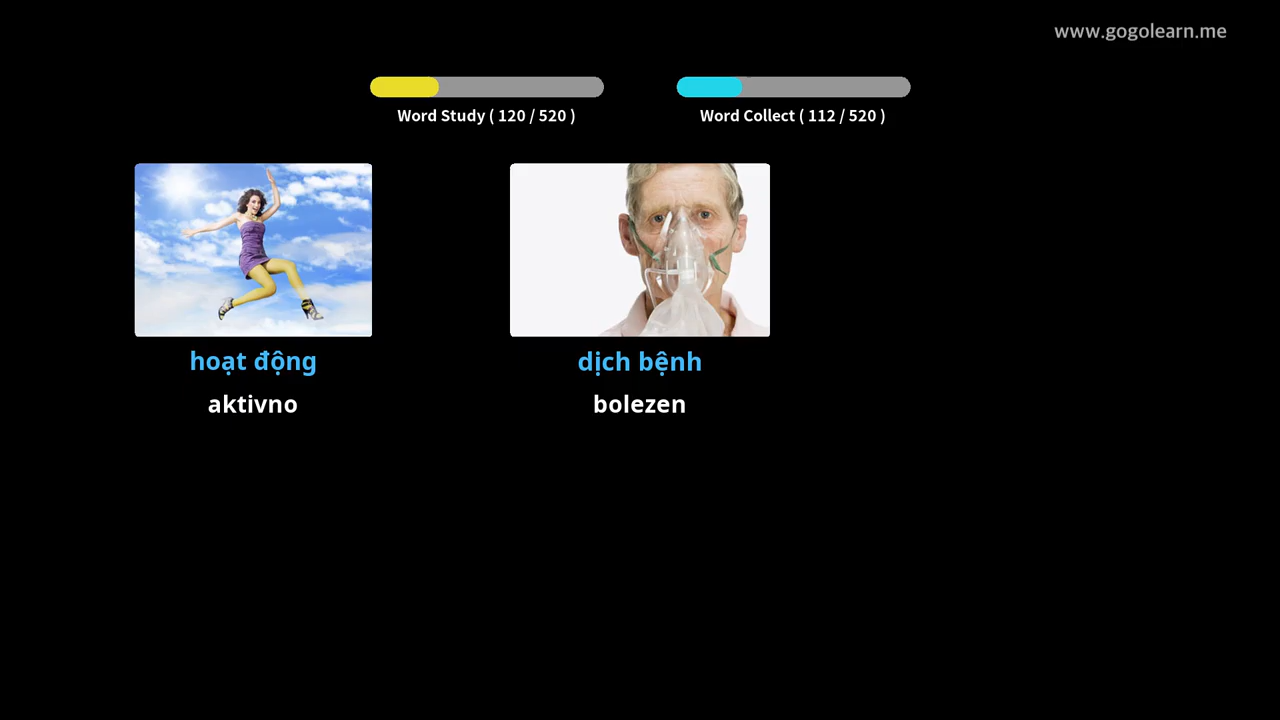 www.gogolearn.me
Word Study ( 120 / 520 )
Word Collect ( 112 / 520 )
hoạt động
dịch bệnh
aktivno
bolezen